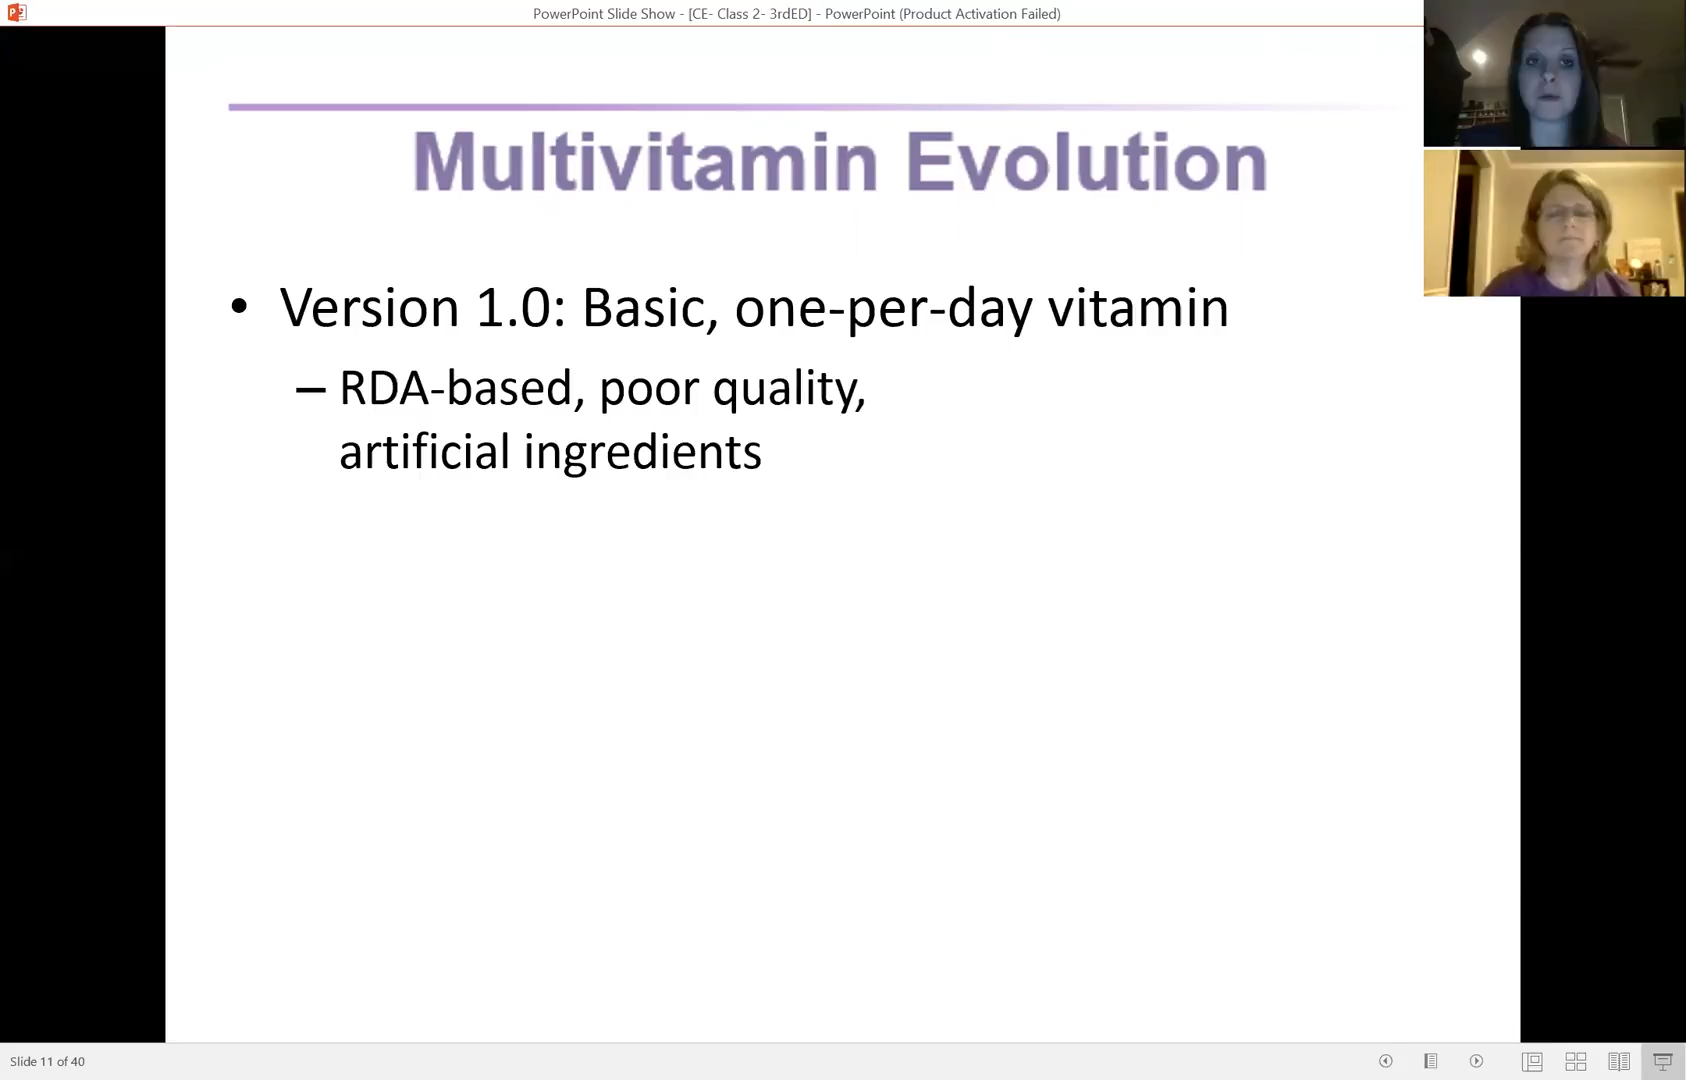 PowerPoint Slide Show - [CE- Class 2- 3rdED] - PowerPoint (Product Activation Failed)
Multivitamin Evolution
• Version 1.0: Basic, one-per-day vitamin
– RDA-based, poor quality,
artificial ingredients
Slide 11 of 40